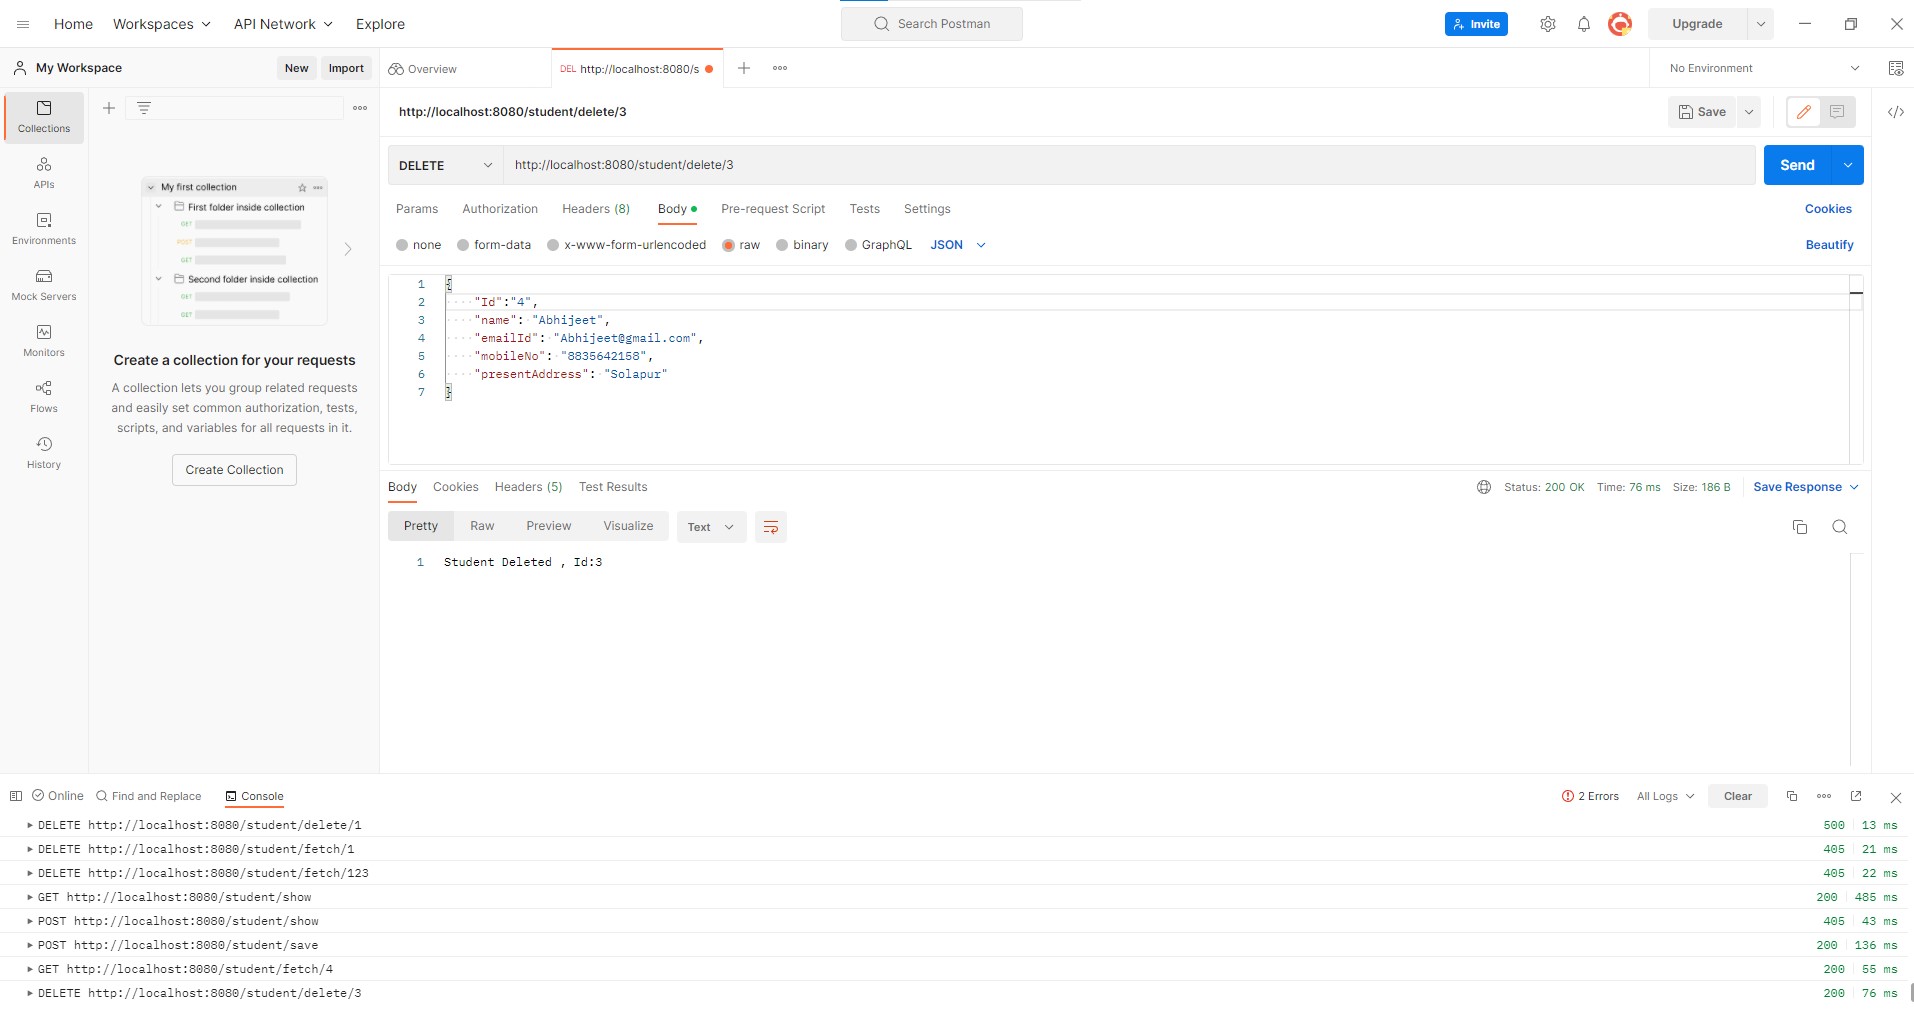 Home Workspaces API Network Explore Search Postman Invite Upgrade
My Workspace New Import Overview DEL http://localhost:8080/s No Environment
Collections
APIs
Environments
Mock Servers
Monitors
Flows
History
My first collection
First folder inside collection
GET
POST
GET
Second folder inside collection
GET
GET
Create a collection for your requests
A collection lets you group related requests
and easily set common authorization, tests,
scripts, and variables for all requests in it.
Create Collection
http://localhost:8080/student/delete/3 Save
DELETE http://localhost:8080/student/delete/3 Send
Params Authorization Headers (8) Body Pre-request Script Tests Settings Cookies
none form-data x-www-form-urlencoded raw binary GraphQL JSON Beautify
1 {
2 "Id":"4",
3 "name": "Abhijeet",
4 "emailId": "Abhijeet@gmail.com",
5 "mobileNo": "8835642158",
6 "presentAddress": "Solapur"
7 }
Body Cookies Headers (5) Test Results Status: 200 OK Time: 76 ms Size: 186 B Save Response
Pretty Raw Preview Visualize Text
1 Student Deleted , Id:3
Online Find and Replace Console 2 Errors All Logs Clear
DELETE http://localhost:8080/student/delete/1 500 13 ms
DELETE http://localhost:8080/student/fetch/1 405 21 ms
DELETE http://localhost:8080/student/fetch/123 405 22 ms
GET http://localhost:8080/student/show 200 485 ms
POST http://localhost:8080/student/show 405 43 ms
POST http://localhost:8080/student/save 200 136 ms
GET http://localhost:8080/student/fetch/4 200 55 ms
DELETE http://localhost:8080/student/delete/3 200 76 ms